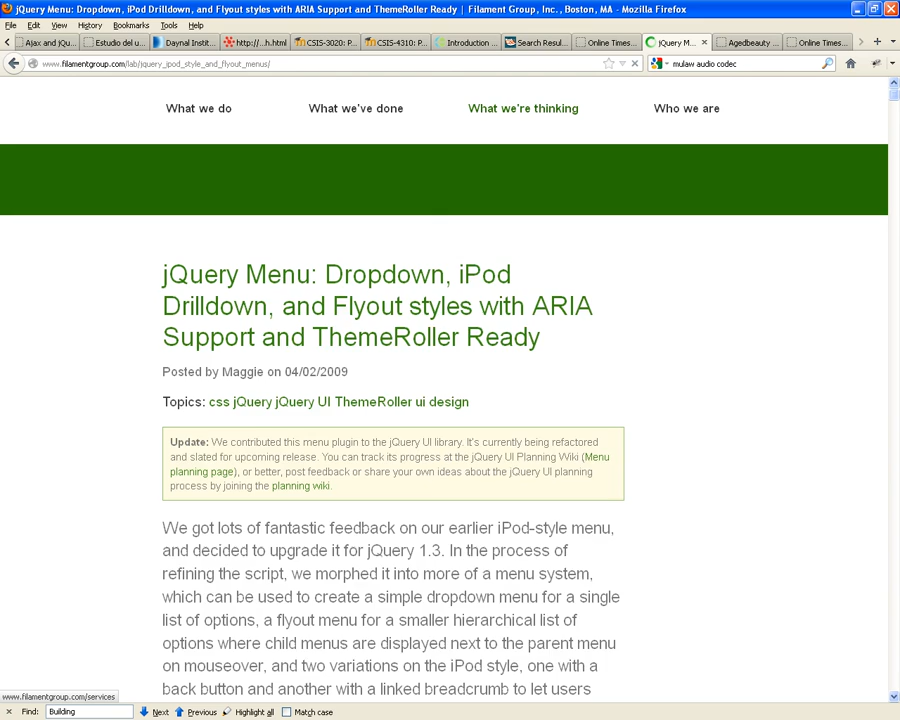 jQuery Menu: Dropdown, iPod Drilldown, and Flyout styles with ARIA Support and ThemeRoller Ready | Filament Group, Inc., Boston, MA - Mozilla Firefox
File Edit View History Bookmarks Tools Help
Ajax and jQu... Estudio del u... Daynal Instit... http://...h.html CSIS-3020: P... CSIS-4310: P... Introduction ... Search Resul... Online Times... jQuery M... Agedbeauty ... Online Times...
www.filamentgroup.com/lab/jquery_ipod_style_and_flyout_menus/ mulaw audio codec
What we do What we've done What we're thinking Who we are
jQuery Menu: Dropdown, iPod
Drilldown, and Flyout styles with ARIA
Support and ThemeRoller Ready
Posted by Maggie on 04/02/2009
Topics: css jQuery jQuery UI ThemeRoller ui design
Update: We contributed this menu plugin to the jQuery UI library. It's currently being refactored
and slated for upcoming release. You can track its progress at the jQuery UI Planning Wiki (Menu
planning page), or better, post feedback or share your own ideas about the jQuery UI planning
process by joining the planning wiki.
We got lots of fantastic feedback on our earlier iPod-style menu,
and decided to upgrade it for jQuery 1.3. In the process of
refining the script, we morphed it into more of a menu system,
which can be used to create a simple dropdown menu for a single
list of options, a flyout menu for a smaller hierarchical list of
options where child menus are displayed next to the parent menu
on mouseover, and two variations on the iPod style, one with a
back button and another with a linked breadcrumb to let users
www.filamentgroup.com/services
Find: Building Next Previous Highlight all Match case